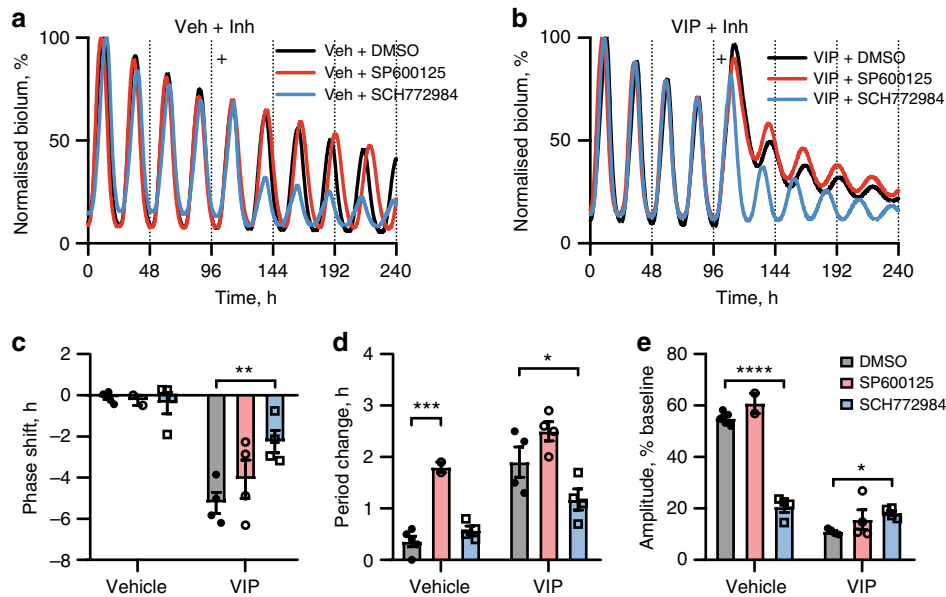 a
Veh + Inh
Normalised biolum, %
100
50
0
+
Veh + DMSO
Veh + SP600125
Veh + SCH772984
0 48 96 144 192 240
Time, h
b
VIP + Inh
Normalised biolum, %
100
50
0
+
VIP + DMSO
VIP + SP600125
VIP + SCH772984
0 48 96 144 192 240
Time, h
c
Phase shift, h
2
0
–2
–4
–6
–8
**
Vehicle VIP
d
Period change, h
4
3
2
1
0
***
*
Vehicle VIP
e
Amplitude, % baseline
80
60
40
20
0
****
*
Vehicle VIP
DMSO
SP600125
SCH772984